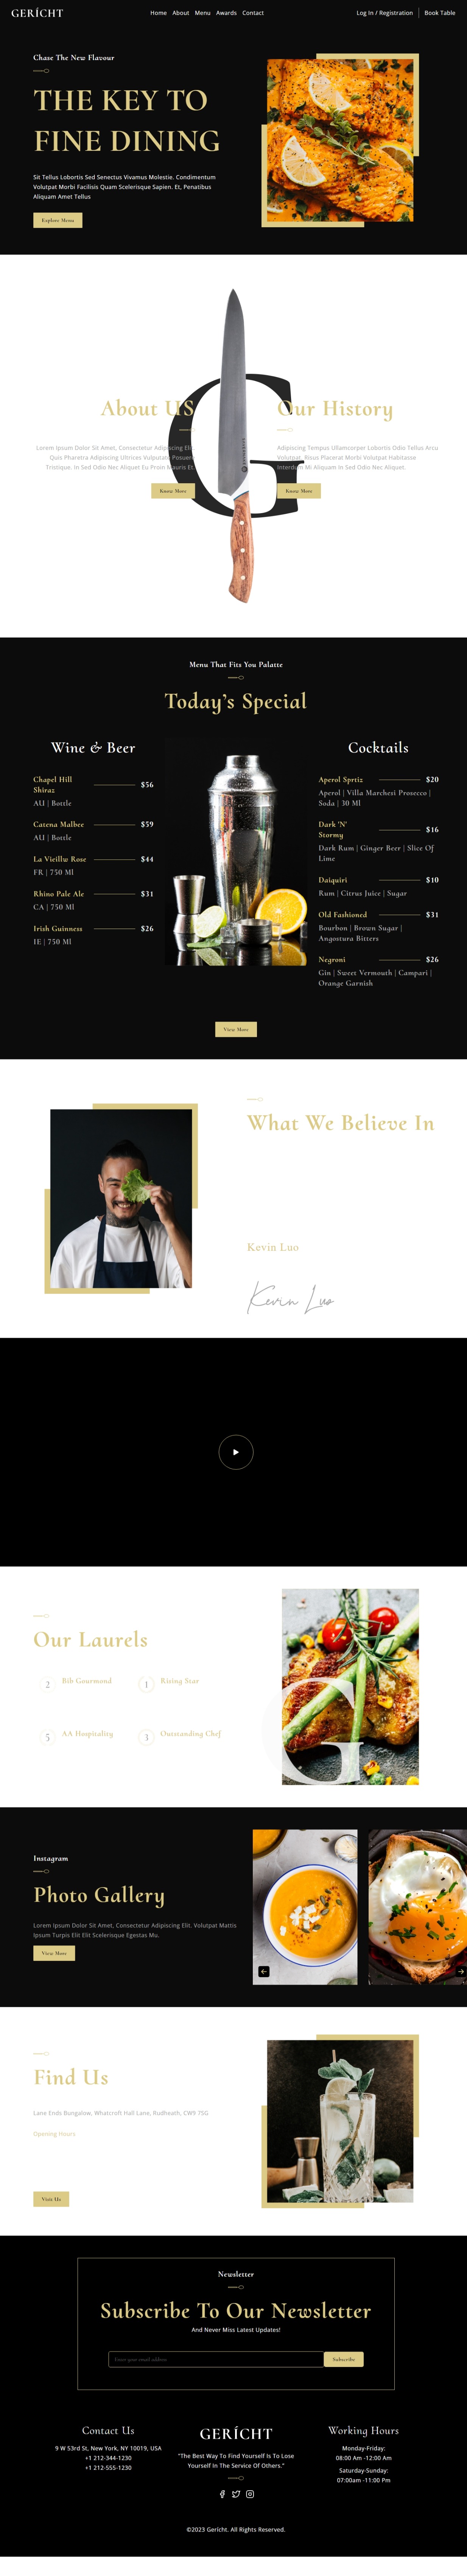 GERÍCHT
Home About Menu Awards Contact
Log In / Registration Book Table
Chase The New Flavour
THE KEY TO
FINE DINING
Sit Tellus Lobortis Sed Senectus Vivamus Molestie. Condimentum
Volutpat Morbi Facilisis Quam Scelerisque Sapien. Et, Penatibus
Aliquam Amet Tellus
Explore Menu
About US
Lorem Ipsum Dolor Sit Amet, Consectetur Adipiscing Elit
Quis Pharetra Adipiscing Ultrices Vulputate Posuere
Tristique. In Sed Odio Nec Aliquet Eu Proin Mauris Et.
Know More
G
Our History
Adipiscing Tempus Ullamcorper Lobortis Odio Tellus Arcu
Volutpat. Risus Placerat Morbi Volutpat Habitasse
Interdum Mi Aliquam In Sed Odio Nec Aliquet.
Know More
Menu That Fits You Palatte
Today's Special
Wine & Beer
Chapel Hill
Shiraz
$56
AU | Bottle
Catena Malbee
$59
AU | Bottle
La Vieillw Rose
$44
FR | 750 Ml
Rhino Pale Ale
$31
CA | 750 Ml
Irish Guinness
$26
IE | 750 Ml
Cocktails
Aperol Sprtiz
$20
Aperol | Villa Marchesi Prosecco |
Soda | 30 Ml
Dark 'N'
Stormy
$16
Dark Rum | Ginger Beer | Slice Of
Lime
Daiquiri
$10
Rum | Citrus Juice | Sugar
Old Fashioned
$31
Bourbon | Brown Sugar |
Angostura Bitters
Negroni
$26
Gin | Sweet Vermouth | Campari |
Orange Garnish
View More
What We Believe In
Kevin Luo
Kevin Luo
Our Laurels
2 Bib Gourmond
1 Rising Star
5 AA Hospitality
3 Outstanding Chef
G
Instagram
Photo Gallery
Lorem Ipsum Dolor Sit Amet, Consectetur Adipiscing Elit. Volutpat Mattis
Ipsum Turpis Elit Elit Scelerisque Egestas Mu.
View More
Find Us
Lane Ends Bungalow, Whatcroft Hall Lane, Rudheath, CW9 75G
Opening Hours
Visit Us
Newsletter
Subscribe To Our Newsletter
And Never Miss Latest Updates!
Enter your email address
Subscribe
Contact Us
9 W 53rd St, New York, NY 10019, USA
+1 212-344-1230
+1 212-555-1230
GERÍCHT
"The Best Way To Find Yourself Is To Lose
Yourself In The Service Of Others."
Working Hours
Monday-Friday:
08:00 Am -12:00 Am
Saturday-Sunday:
07:00am -11:00 Pm
©2023 Gerícht. All Rights Reserved.